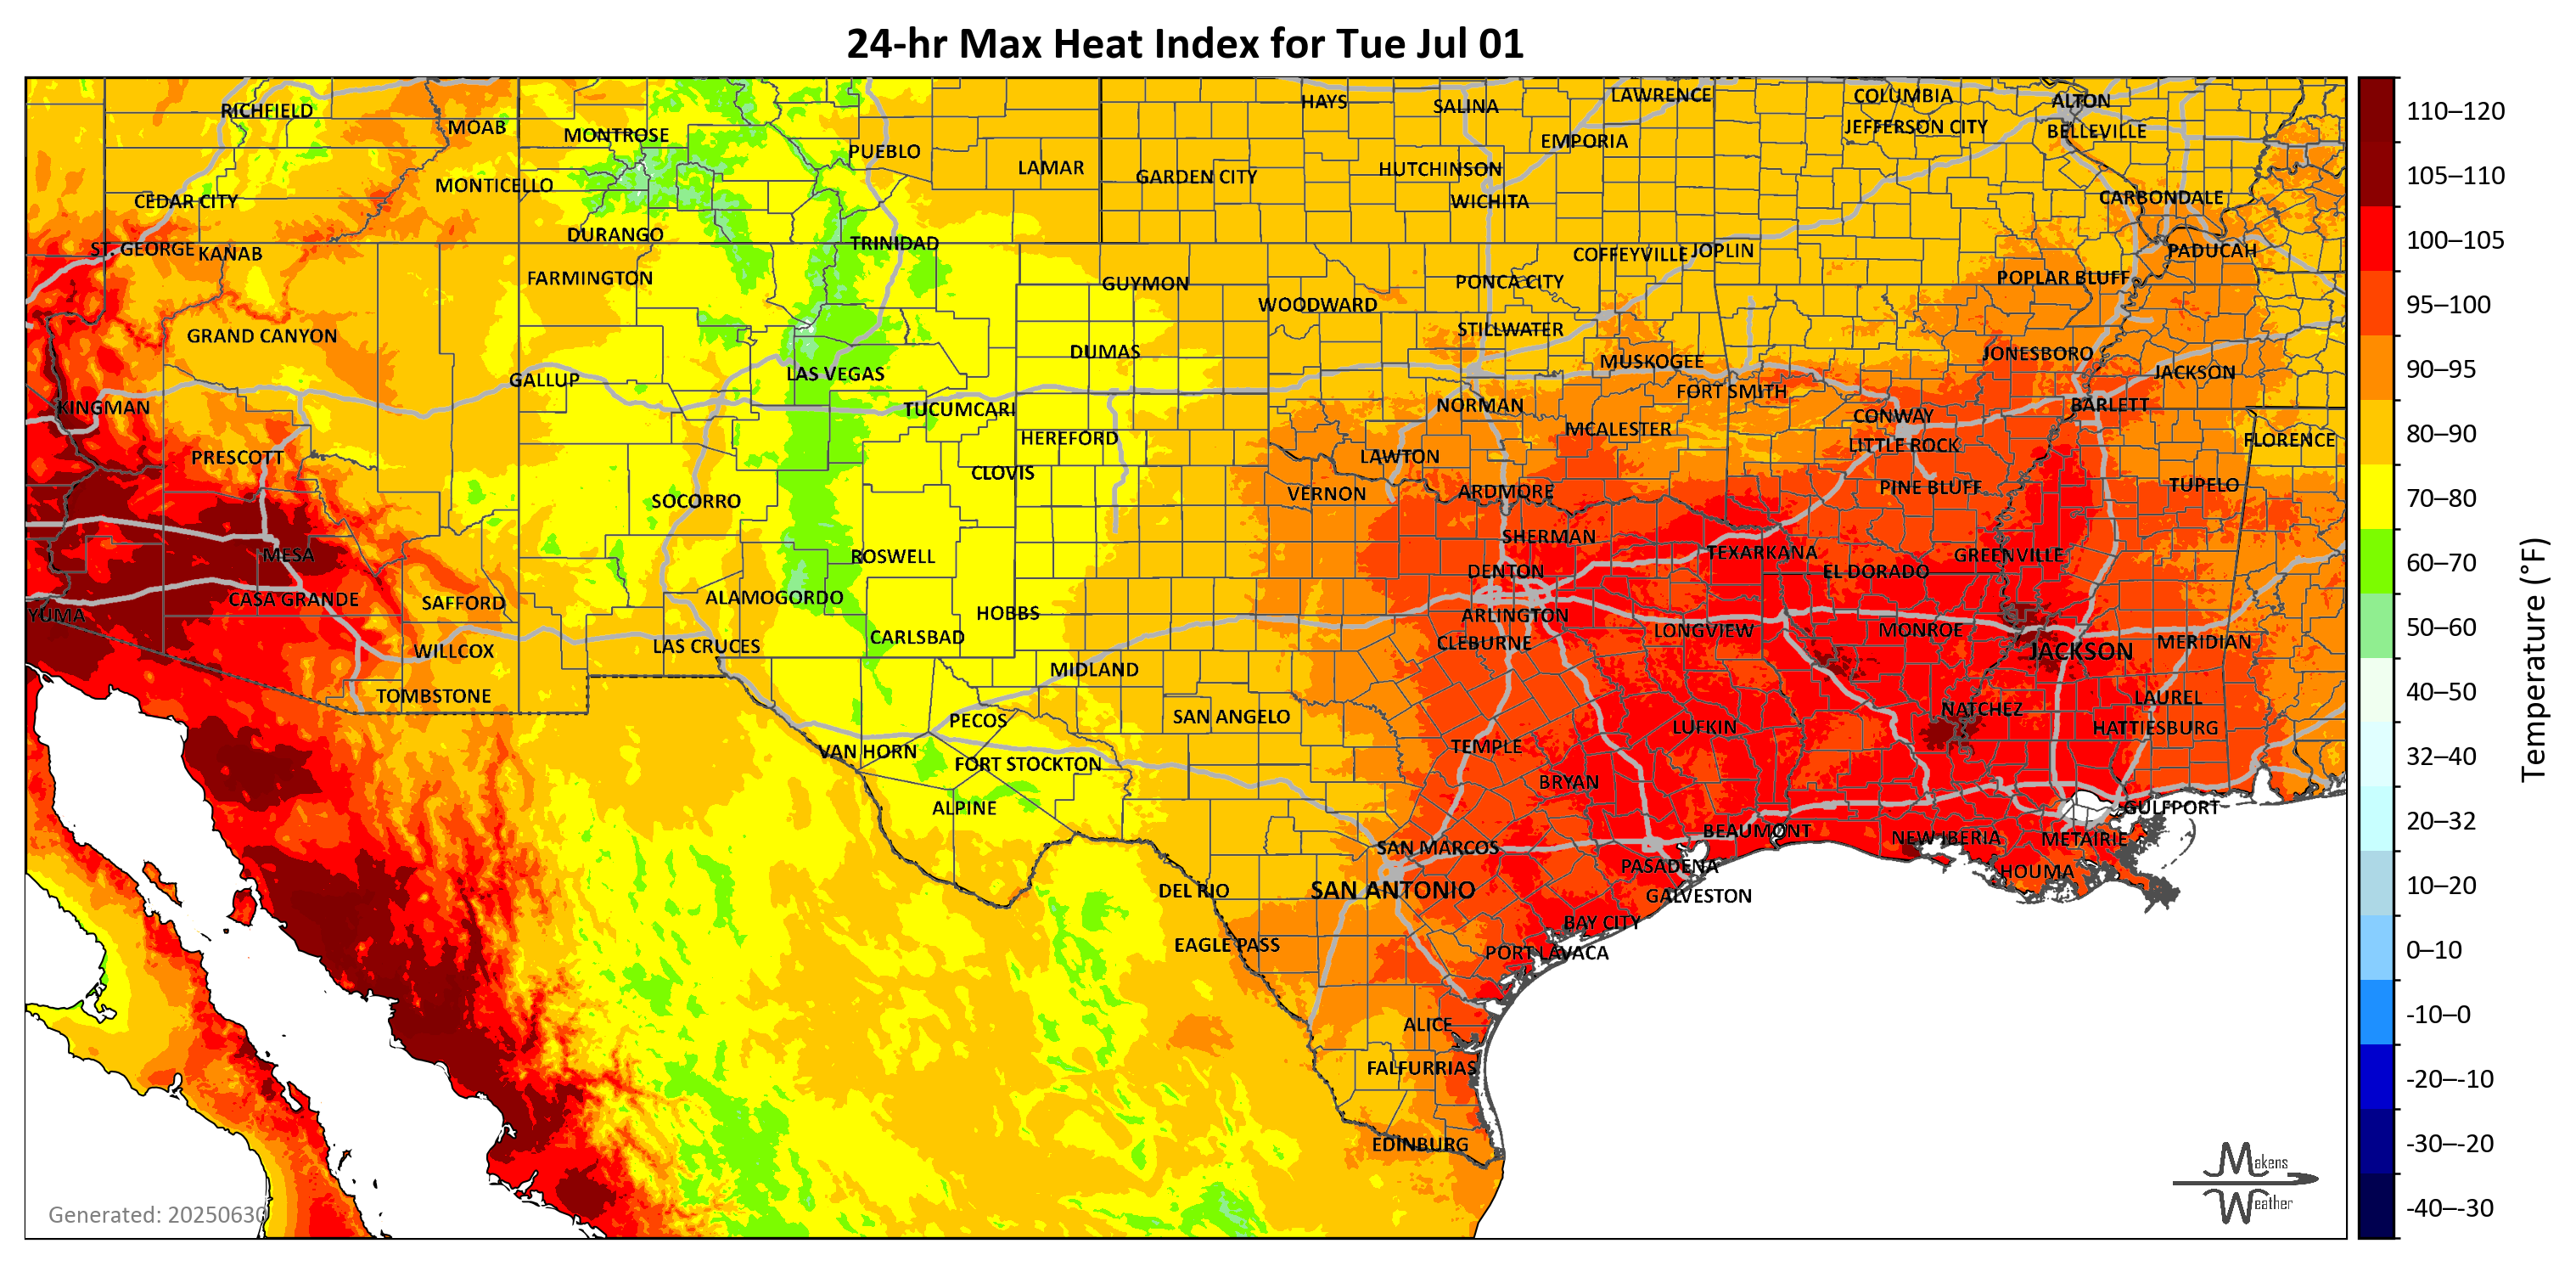 24-hr Max Heat Index for Tue Jul 01
RICHFIELD
MOAB
MONTROSE
PUEBLO
LAMAR
HAYS
SALINA
LAWRENCE
COLUMBIA
ALTON
JEFFERSON CITY
BELLEVILLE
EMPORIA
HUTCHINSON
GARDEN CITY
WICHITA
MONTICELLO
CEDAR CITY
CARBONDALE
DURANGO
TRINIDAD
ST. GEORGE
KANAB
COFFEYVILLE
JOPLIN
PADUCAH
FARMINGTON
GUYMON
PONCA CITY
POPLAR BLUFF
WOODWARD
GRAND CANYON
STILLWATER
DUMAS
MUSKOGEE
JONESBORO
JACKSON
GALLUP
LAS VEGAS
FORT SMITH
KINGMAN
TUCUMCARI
NORMAN
CONWAY
BARLETT
HEREFORD
MCALESTER
LITTLE ROCK
FLORENCE
PRESCOTT
CLOVIS
LAWTON
VERNON
ARDMORE
PINE BLUFF
TUPELO
SOCORRO
SHERMAN
MESA
ROSWELL
TEXARKANA
GREENVILLE
DENTON
EL DORADO
CASA GRANDE
SAFFORD
ALAMOGORDO
HOBBS
ARLINGTON
YUMA
CARLSBAD
CLEBURNE
LONGVIEW
MONROE
MERIDIAN
WILLCOX
LAS CRUCES
JACKSON
MIDLAND
TOMBSTONE
LAUREL
PECOS
SAN ANGELO
NATCHEZ
LUFKIN
HATTIESBURG
VAN HORN
TEMPLE
FORT STOCKTON
BRYAN
ALPINE
GULFPORT
BEAUMONT
NEW IBERIA
METAIRIE
SAN MARCOS
PASADENA
HOUMA
DEL RIO
SAN ANTONIO
GALVESTON
BAY CITY
EAGLE PASS
PORT LAVACA
ALICE
FALFURRIAS
EDINBURG
Generated: 20250630
Makens
Weather
110–120
105–110
100–105
95–100
90–95
80–90
70–80
60–70
50–60
40–50
32–40
20–32
10–20
0–10
-10–0
-20–-10
-30–-20
-40–-30
Temperature (°F)